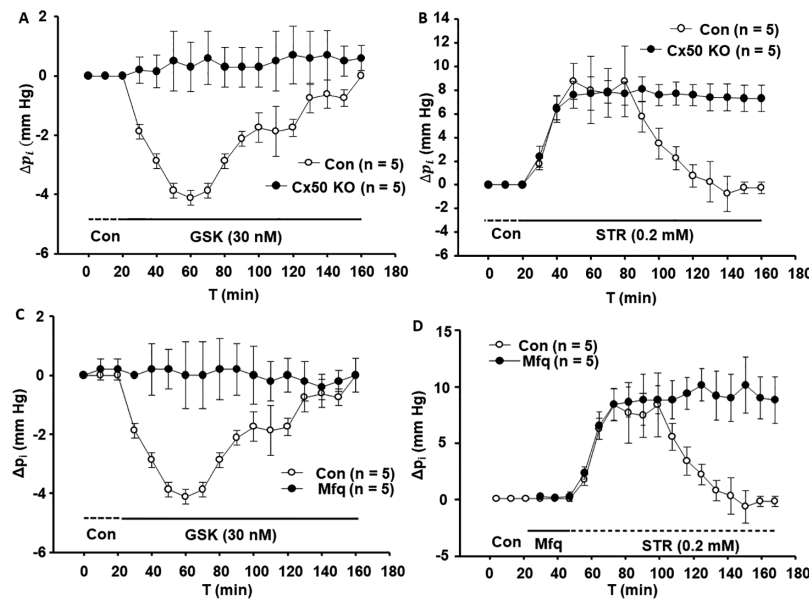 A
2
0
-2
-4
-6
Δpᵢ (mm Hg)
Con (n = 5)
Cx50 KO (n = 5)
Con
GSK (30 nM)
0 20 40 60 80 100 120 140 160 180
T (min)
B
14
12
10
8
6
4
2
0
-2
-4
-6
Δpᵢ (mm Hg)
Con (n = 5)
Cx50 KO (n = 5)
Con
STR (0.2 mM)
0 20 40 60 80 100 120 140 160 180
T (min)
C
2
0
-2
-4
-6
Δpᵢ (mm Hg)
Con (n = 5)
Mfq (n = 5)
Con
GSK (30 nM)
0 20 40 60 80 100 120 140 160 180
T (min)
D
15
10
5
0
-5
Δpᵢ (mm Hg)
Con (n = 5)
Mfq (n = 5)
Con Mfq STR (0.2 mM)
0 20 40 60 80 100 120 140 160
T (min)